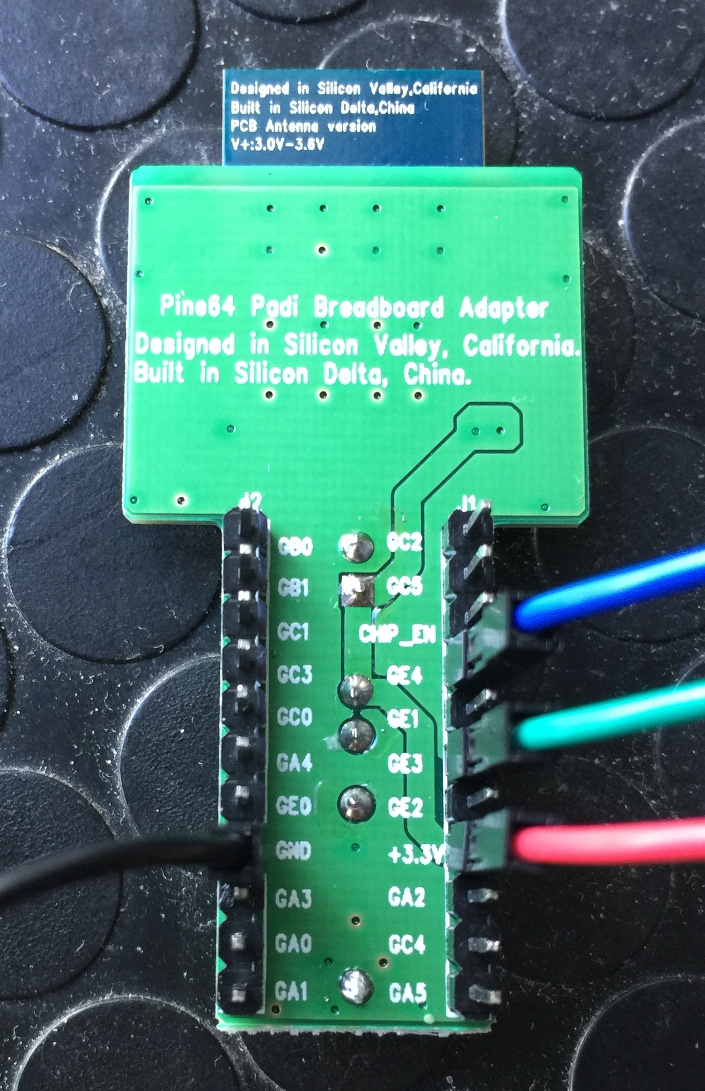 Designed in Silicon Valley,California
Built in Silicon Delta,China
PCB Antenna version
V+:3.0V-3.6V
Pine64 Padi Breadboard Adapter
Designed in Silicon Valley, California.
Built in Silicon Delta, China.
J2 J1
GB0 GC2
GB1 GC5
GC1 CHIP_EN
GC3 GE4
GC0 GE1
GA4 GE3
GE0 GE2
GND +3.3V
GA3 GA2
GA0 GC4
GA1 GA5